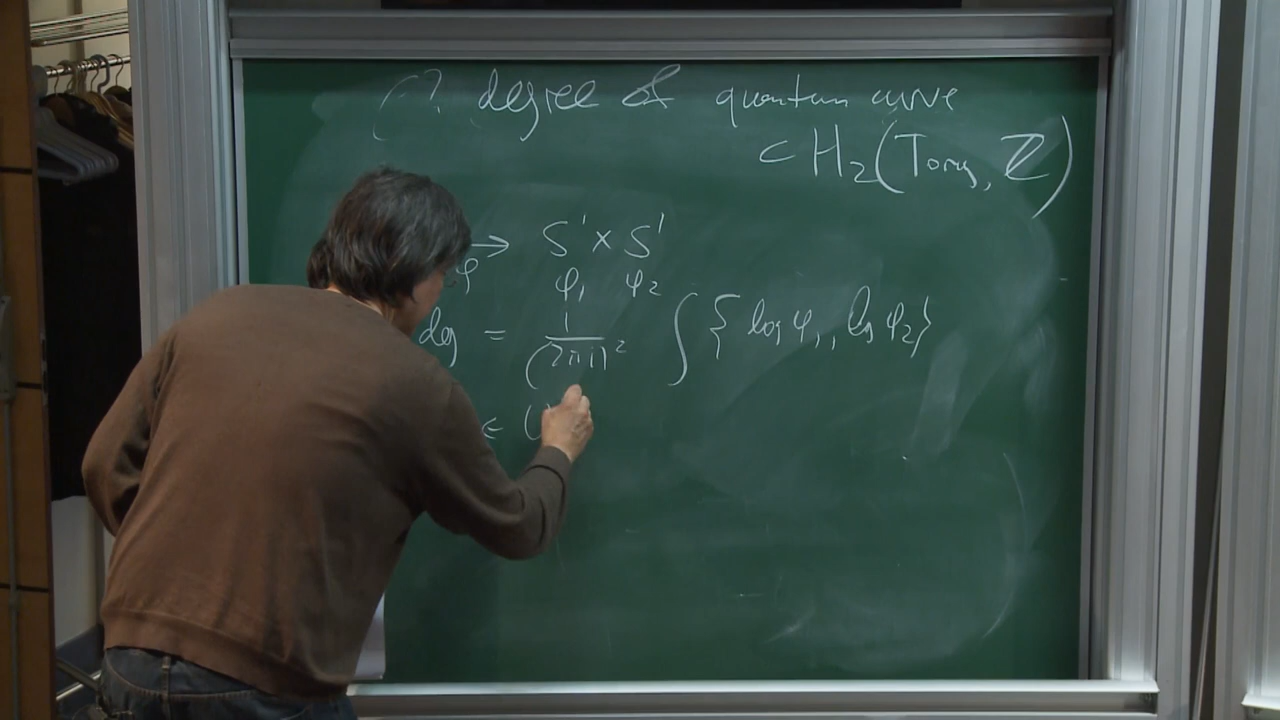 (? degree of quantum curve
⊂ H₂(Torus, ℤ)
→ S¹ × S¹
φ φ₁ φ₂
deg = 1/(2πi)² ∫ { log φ₁, log φ₂ }
∈ (